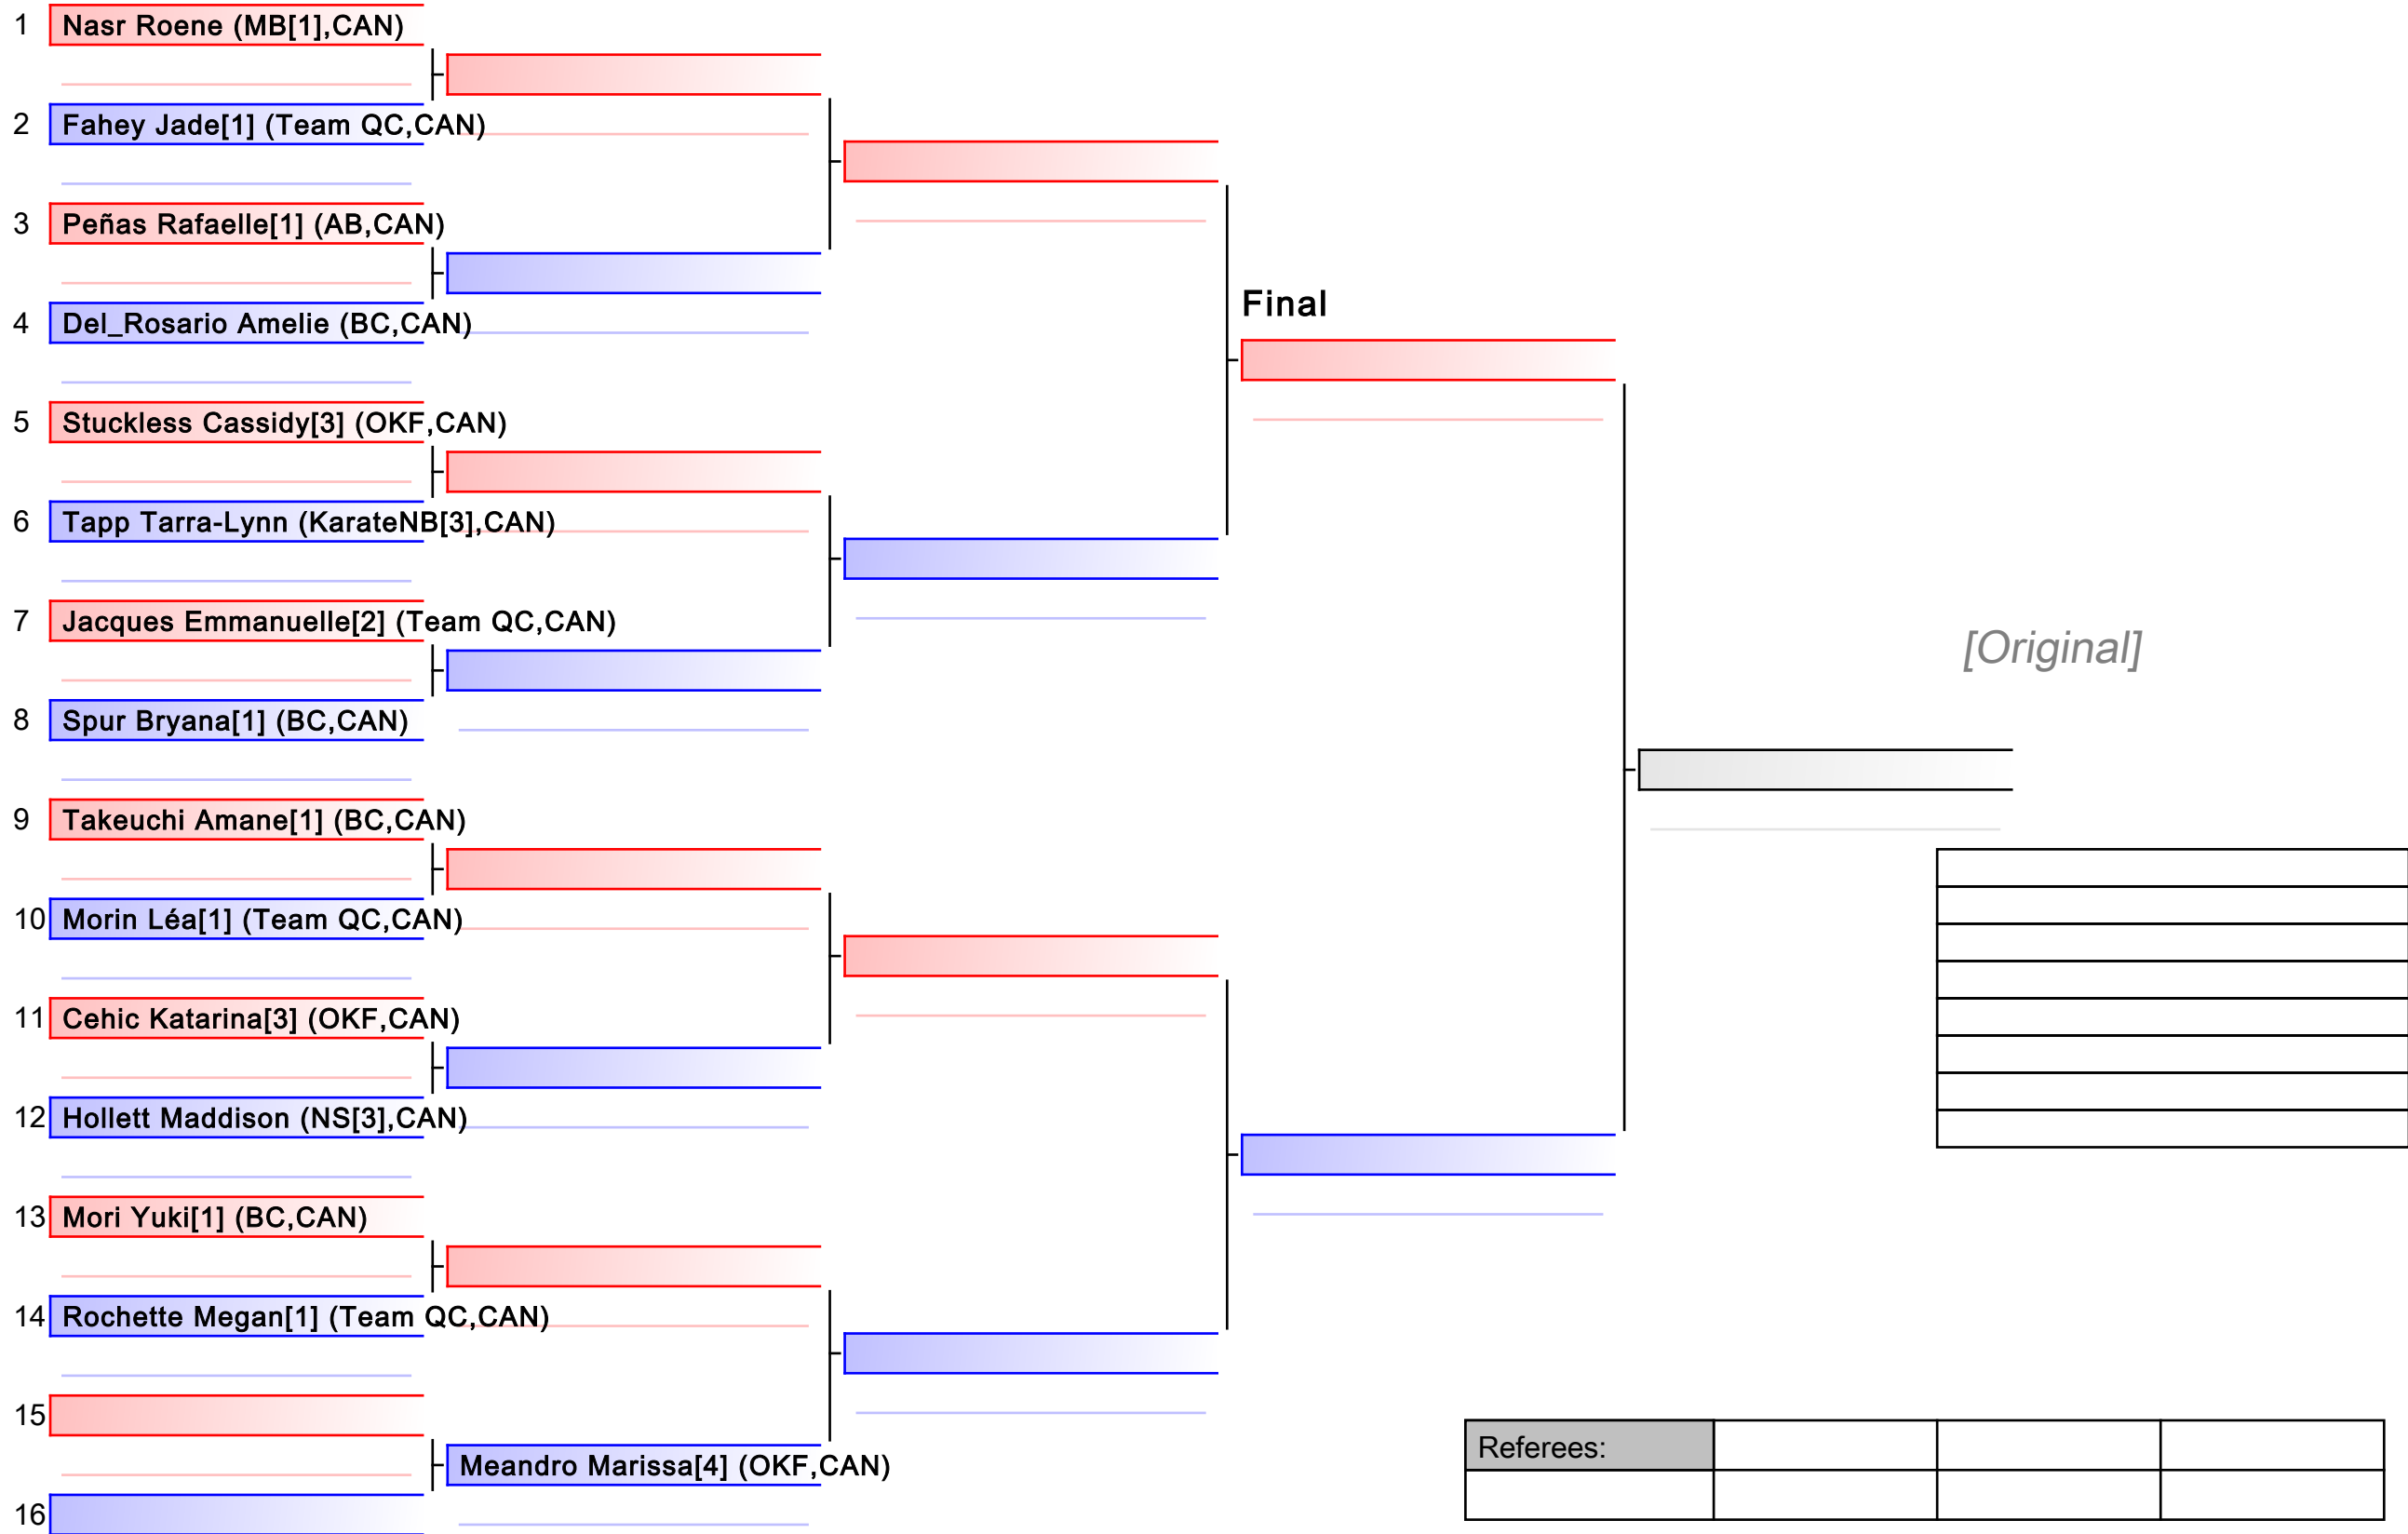 1 Nasr Roene (MB[1],CAN)
2 Fahey Jade[1] (Team QC,CAN)
3 Peñas Rafaelle[1] (AB,CAN)
4 Del_Rosario Amelie (BC,CAN)
Final
5 Stuckless Cassidy[3] (OKF,CAN)
6 Tapp Tarra-Lynn (KarateNB[3],CAN)
7 Jacques Emmanuelle[2] (Team QC,CAN)
[Original]
8 Spur Bryana[1] (BC,CAN)
9 Takeuchi Amane[1] (BC,CAN)
10 Morin Léa[1] (Team QC,CAN)
11 Cehic Katarina[3] (OKF,CAN)
12 Hollett Maddison (NS[3],CAN)
13 Mori Yuki[1] (BC,CAN)
14 Rochette Megan[1] (Team QC,CAN)
15
Referees:
Meandro Marissa[4] (OKF,CAN)
16